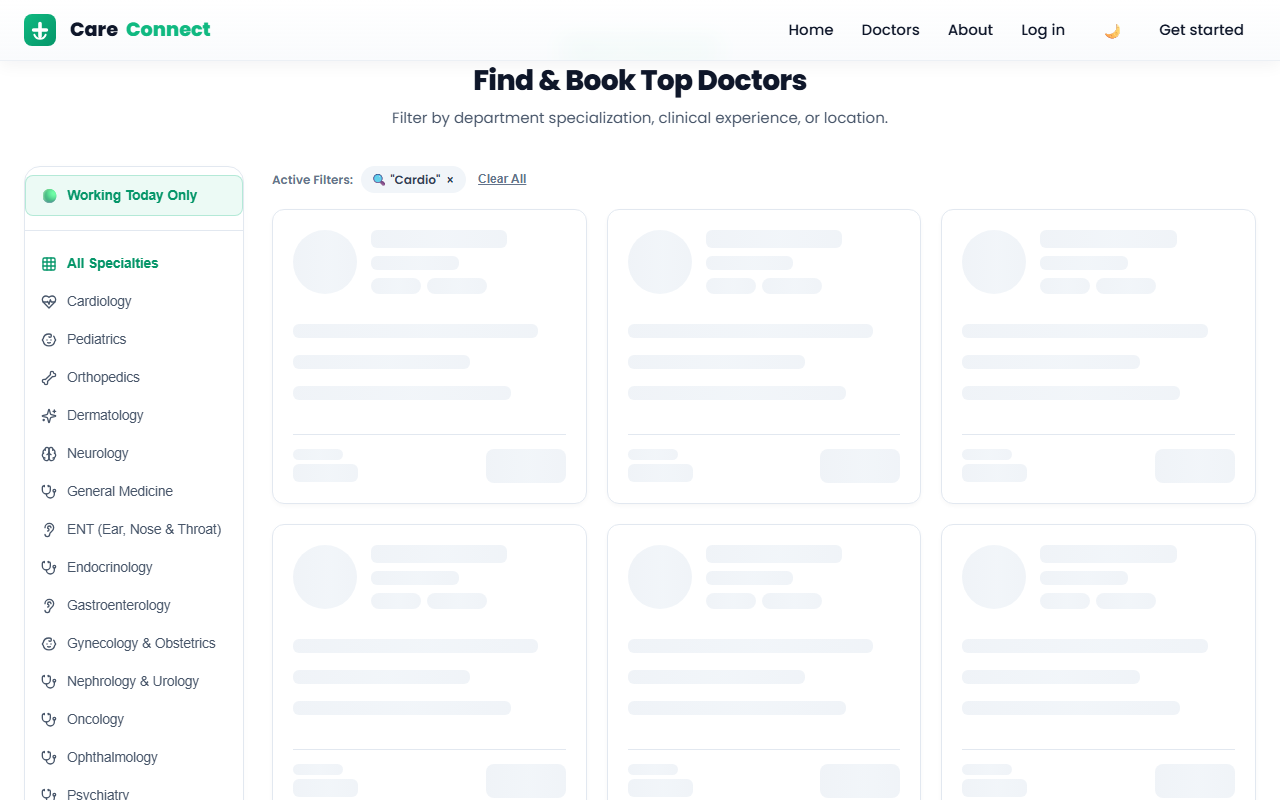 Care Connect
Home Doctors About Log in Get started
Find & Book Top Doctors
Filter by department specialization, clinical experience, or location.
Working Today Only
All Specialties
Cardiology
Pediatrics
Orthopedics
Dermatology
Neurology
General Medicine
ENT (Ear, Nose & Throat)
Endocrinology
Gastroenterology
Gynecology & Obstetrics
Nephrology & Urology
Oncology
Ophthalmology
Psychiatry
Active Filters: "Cardio" × Clear All